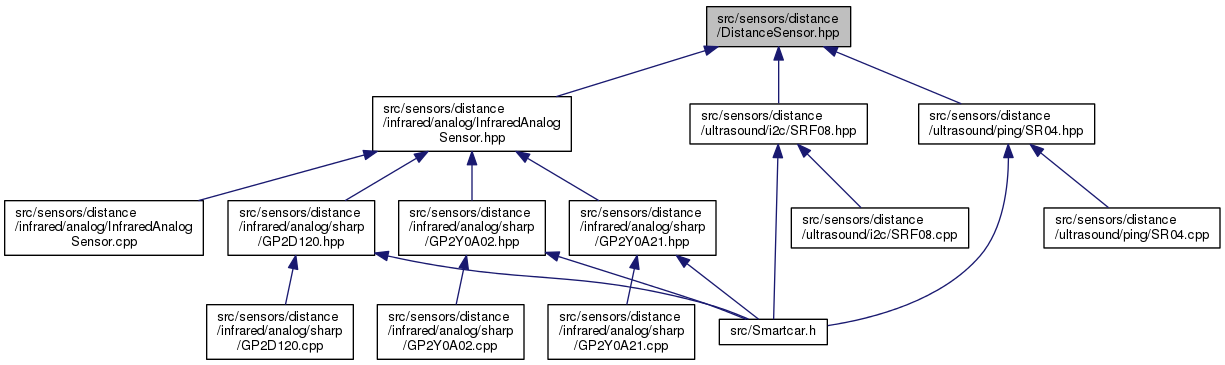 src/sensors/distance
/DistanceSensor.hpp
src/sensors/distance
/infrared/analog/InfraredAnalog
Sensor.hpp
src/sensors/distance
/ultrasound/i2c/SRF08.hpp
src/sensors/distance
/ultrasound/ping/SR04.hpp
src/sensors/distance
/infrared/analog/InfraredAnalog
Sensor.cpp
src/sensors/distance
/infrared/analog/sharp
/GP2D120.hpp
src/sensors/distance
/infrared/analog/sharp
/GP2Y0A02.hpp
src/sensors/distance
/infrared/analog/sharp
/GP2Y0A21.hpp
src/sensors/distance
/ultrasound/i2c/SRF08.cpp
src/sensors/distance
/ultrasound/ping/SR04.cpp
src/sensors/distance
/infrared/analog/sharp
/GP2D120.cpp
src/sensors/distance
/infrared/analog/sharp
/GP2Y0A02.cpp
src/sensors/distance
/infrared/analog/sharp
/GP2Y0A21.cpp
src/Smartcar.h